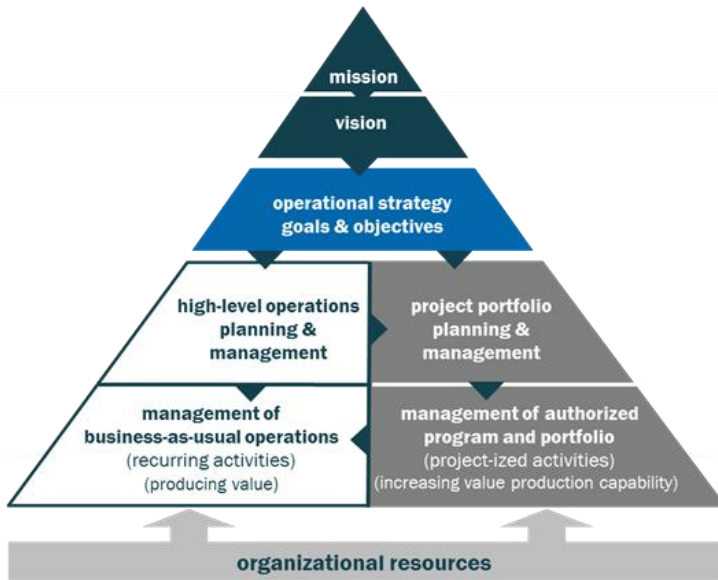 mission
vision
operational strategy
goals & objectives
high-level operations
planning &
management
project portfolio
planning &
management
management of
business-as-usual operations
(recurring activities)
(producing value)
management of authorized
program and portfolio
(project-ized activities)
(increasing value production capability)
organizational resources